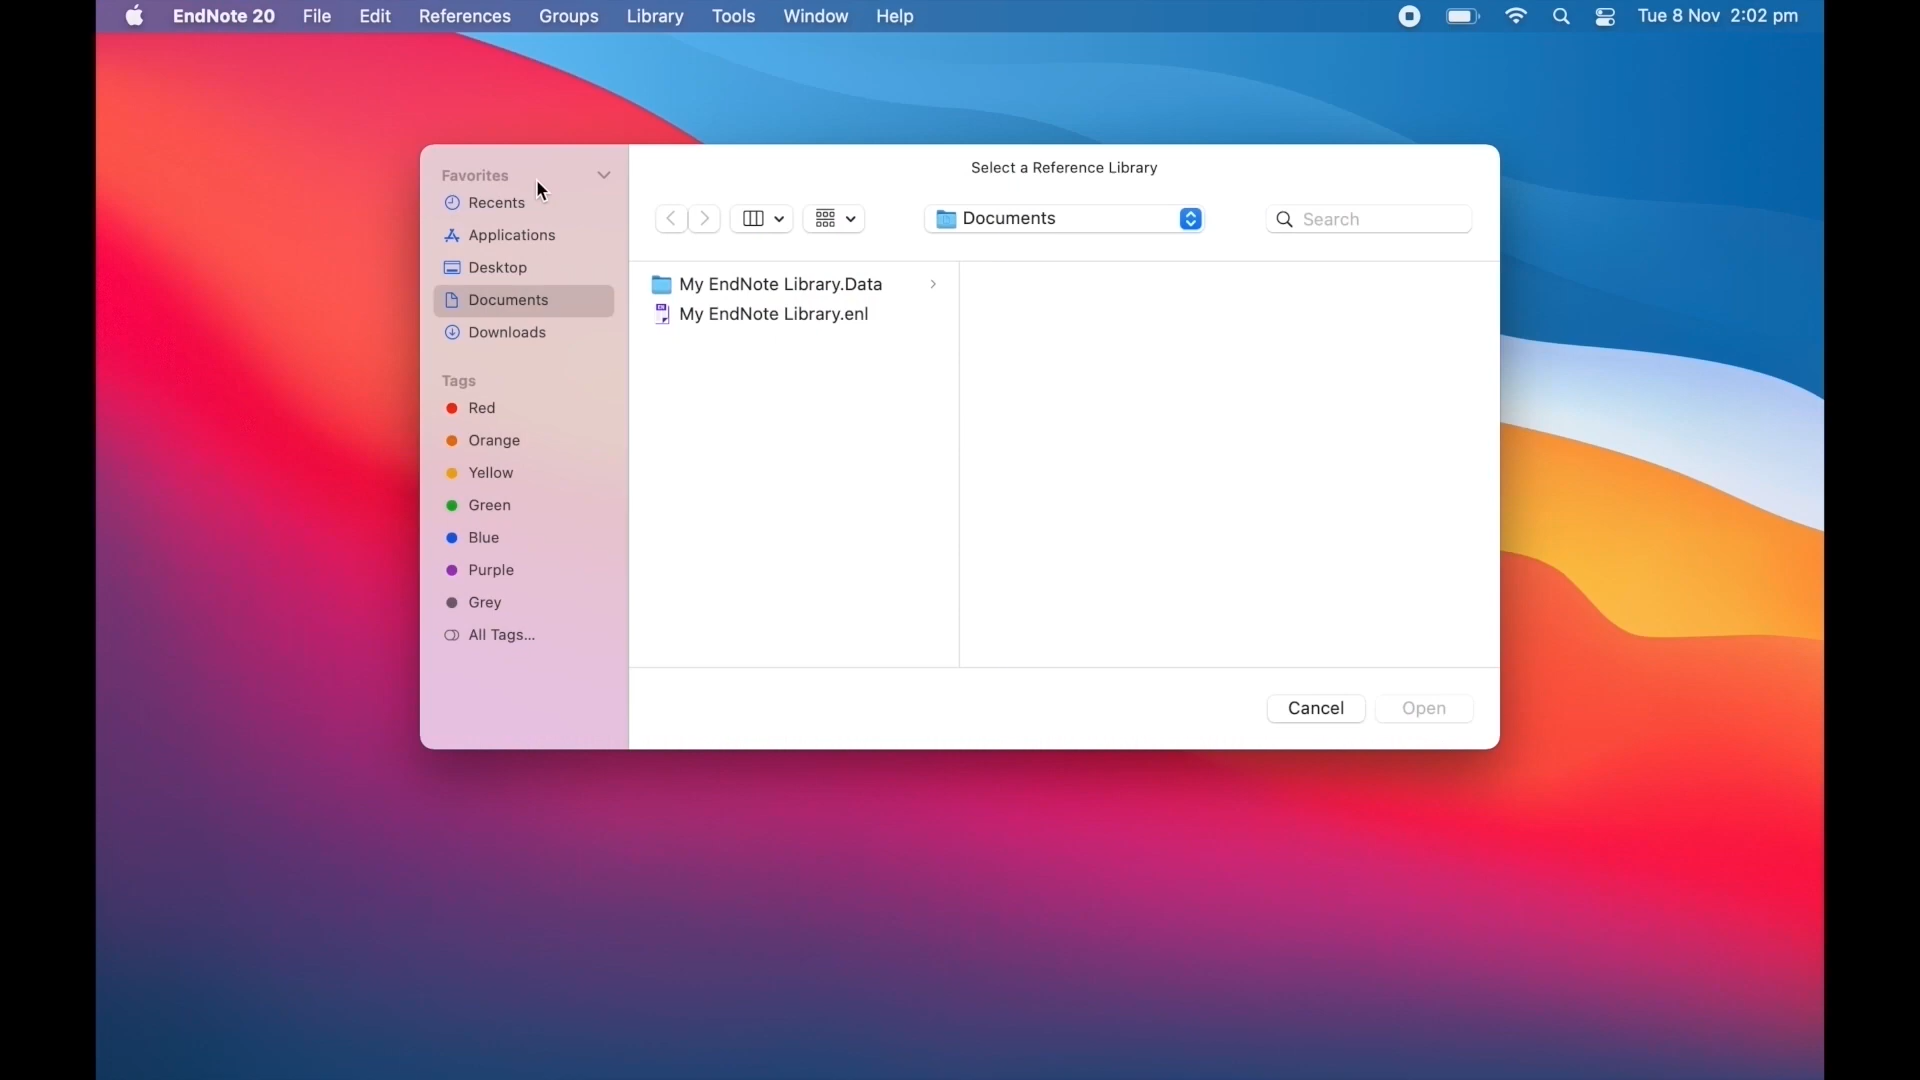 EndNote 20 File Edit References Groups Library Tools Window Help Tue 8 Nov 2:02 pm
Select a Reference Library
Favorites
Recents
Applications
Desktop
Documents
Downloads
Tags
Red
Orange
Yellow
Green
Blue
Purple
Grey
All Tags...
Documents
Search
My EndNote Library.Data
My EndNote Library.enl
Cancel
Open